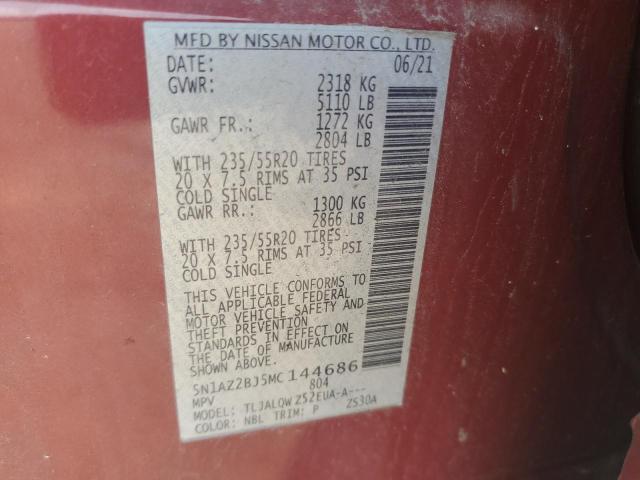 MFD BY NISSAN MOTOR CO., LTD.
DATE: 06/21
GVWR: 2318 KG
5110 LB
GAWR FR.: 1272 KG
2804 LB
WITH 235/55R20 TIRES
20 X 7.5 RIMS AT 35 PSI
COLD SINGLE
GAWR RR.: 1300 KG
2866 LB
WITH 235/55R20 TIRES
20 X 7.5 RIMS AT 35 PSI
COLD SINGLE
THIS VEHICLE CONFORMS TO
ALL APPLICABLE FEDERAL
MOTOR VEHICLE SAFETY AND
THEFT PREVENTION
STANDARDS IN EFFECT ON
THE DATE OF MANUFACTURE
SHOWN ABOVE.
5N1AZ2BJ5MC144686
MPV 804
MODEL: TLJALQW Z52EUA-A---
COLOR: NBL TRIM: P Z530A